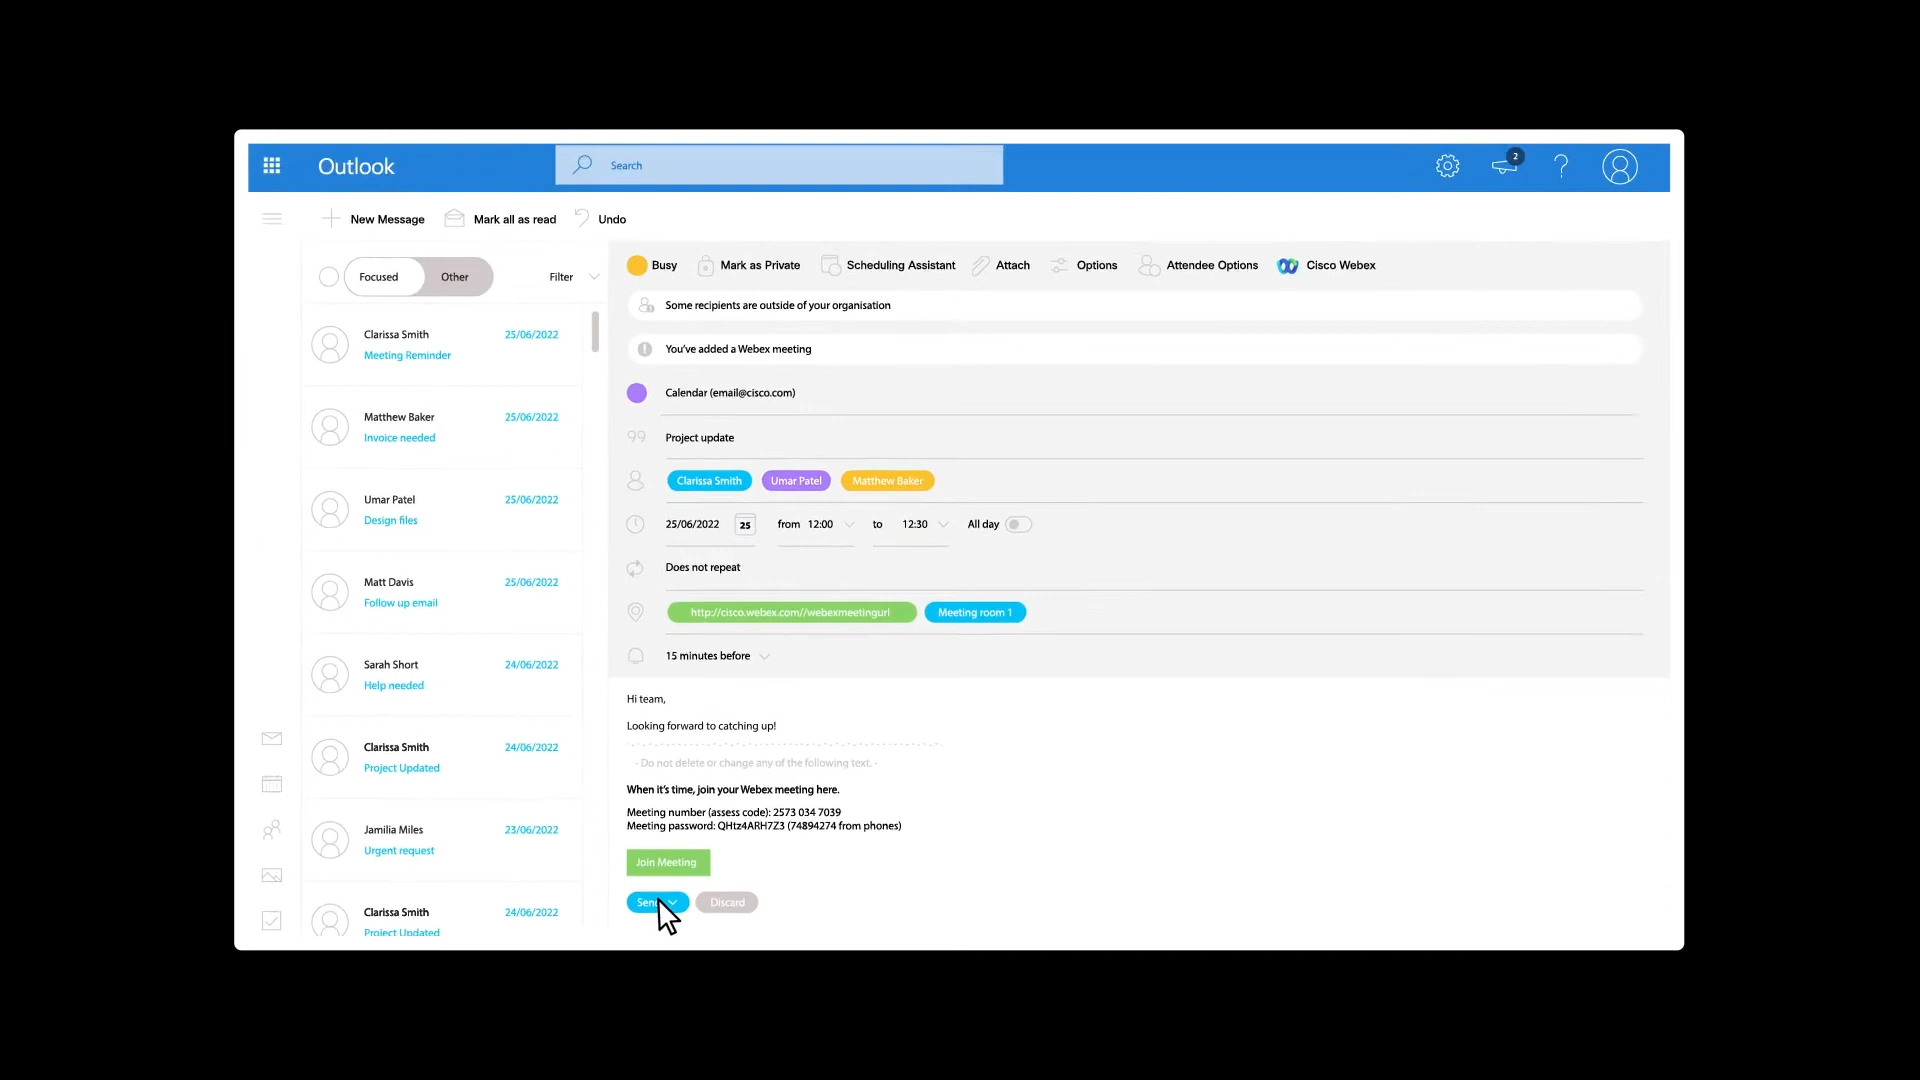 Outlook
Search
2
New Message Mark all as read Undo
Focused Other Filter
Clarissa Smith 25/06/2022
Meeting Reminder
Matthew Baker 25/06/2022
Invoice needed
Umar Patel 25/06/2022
Design files
Matt Davis 25/06/2022
Follow up email
Sarah Short 24/06/2022
Help needed
Clarissa Smith 24/06/2022
Project Updated
Jamilia Miles 23/06/2022
Urgent request
Clarissa Smith 24/06/2022
Project Updated
Busy Mark as Private Scheduling Assistant Attach Options Attendee Options Cisco Webex
Some recipients are outside of your organisation
You've added a Webex meeting
Calendar (email@cisco.com)
Project update
Clarissa Smith Umar Patel Matthew Baker
25/06/2022 25 from 12:00 to 12:30 All day
Does not repeat
http://cisco.webex.com//webexmeetingurl Meeting room 1
15 minutes before
Hi team,
Looking forward to catching up!
- Do not delete or change any of the following text. -
When it's time, join your Webex meeting here.
Meeting number (assess code): 2573 034 7039
Meeting password: QHtz4ARH7Z3 (74894274 from phones)
Join Meeting
Send Discard